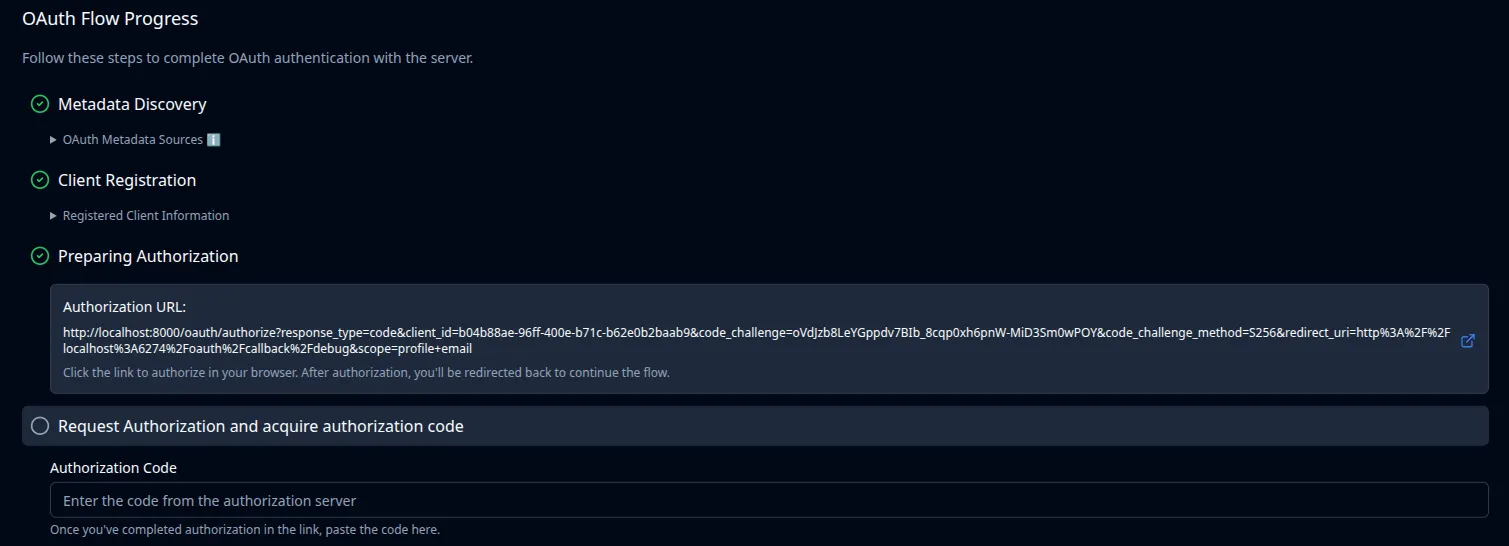 OAuth Flow Progress
Follow these steps to complete OAuth authentication with the server.
Metadata Discovery
▶ OAuth Metadata Sources ℹ️
Client Registration
▶ Registered Client Information
Preparing Authorization
Authorization URL:
http://localhost:8000/oauth/authorize?response_type=code&client_id=b04b88ae-96ff-400e-b71c-b62e0b2baab9&code_challenge=oVdJzb8LeYGppdv7BIb_8cqp0xh6pnW-MiD3Sm0wPOY&code_challenge_method=S256&redirect_uri=http%3A%2F%2F
localhost%3A6274%2Foauth%2Fcallback%2Fdebug&scope=profile+email
Click the link to authorize in your browser. After authorization, you'll be redirected back to continue the flow.
Request Authorization and acquire authorization code
Authorization Code
Enter the code from the authorization server
Once you've completed authorization in the link, paste the code here.